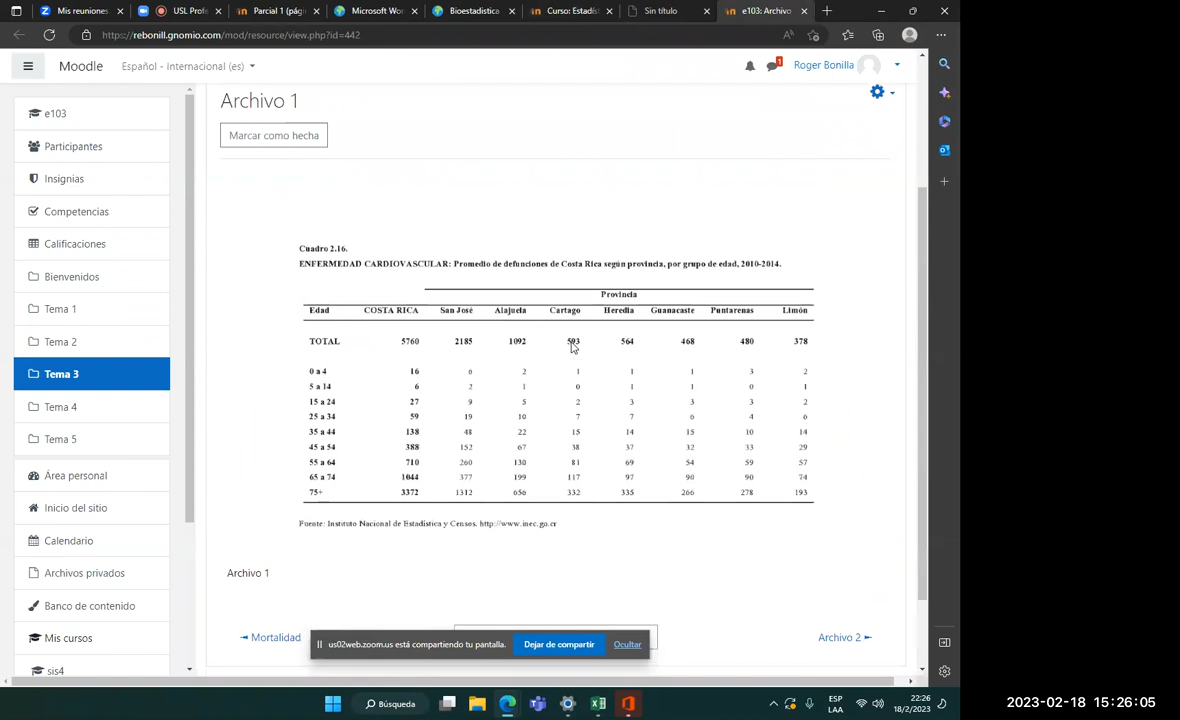 Mis reuniones
USL Profe
Parcial 1 (pági
Microsoft Wo
Bioestadística
Curso: Estadís
Sin título
e103: Archivo
https://rebonill.gnomio.com/mod/resource/view.php?id=442
Moodle
Español - Internacional (es)
1
Roger Bonilla
e103
Participantes
Insignias
Competencias
Calificaciones
Bienvenidos
Tema 1
Tema 2
Tema 3
Tema 4
Tema 5
Área personal
Inicio del sitio
Calendario
Archivos privados
Banco de contenido
Mis cursos
sis4
Archivo 1
Marcar como hecha
Cuadro 2.16.
ENFERMEDAD CARDIOVASCULAR: Promedio de defunciones de Costa Rica según provincia, por grupo de edad, 2010-2014.
Provincia
Edad COSTA RICA San José Alajuela Cartago Heredia Guanacaste Puntarenas Limón
TOTAL 5760 2185 1092 593 564 468 480 378
0 a 4 16 6 2 1 1 1 3 2
5 a 14 6 2 1 0 1 1 0 1
15 a 24 27 9 5 2 3 3 3 2
25 a 34 59 19 10 7 7 6 4 6
35 a 44 138 48 22 15 14 15 10 14
45 a 54 388 152 67 38 37 32 33 29
55 a 64 710 260 130 81 69 54 59 57
65 a 74 1044 377 199 117 97 90 90 74
75+ 3372 1312 656 332 335 266 278 193
Fuente: Instituto Nacional de Estadística y Censos. http://www.inec.go.cr
Archivo 1
◄ Mortalidad
Archivo 2 ►
us02web.zoom.us está compartiendo tu pantalla.
Dejar de compartir
Ocultar
Búsqueda
ESP
LAA
22:26
18/2/2023
2023-02-18 15:26:05